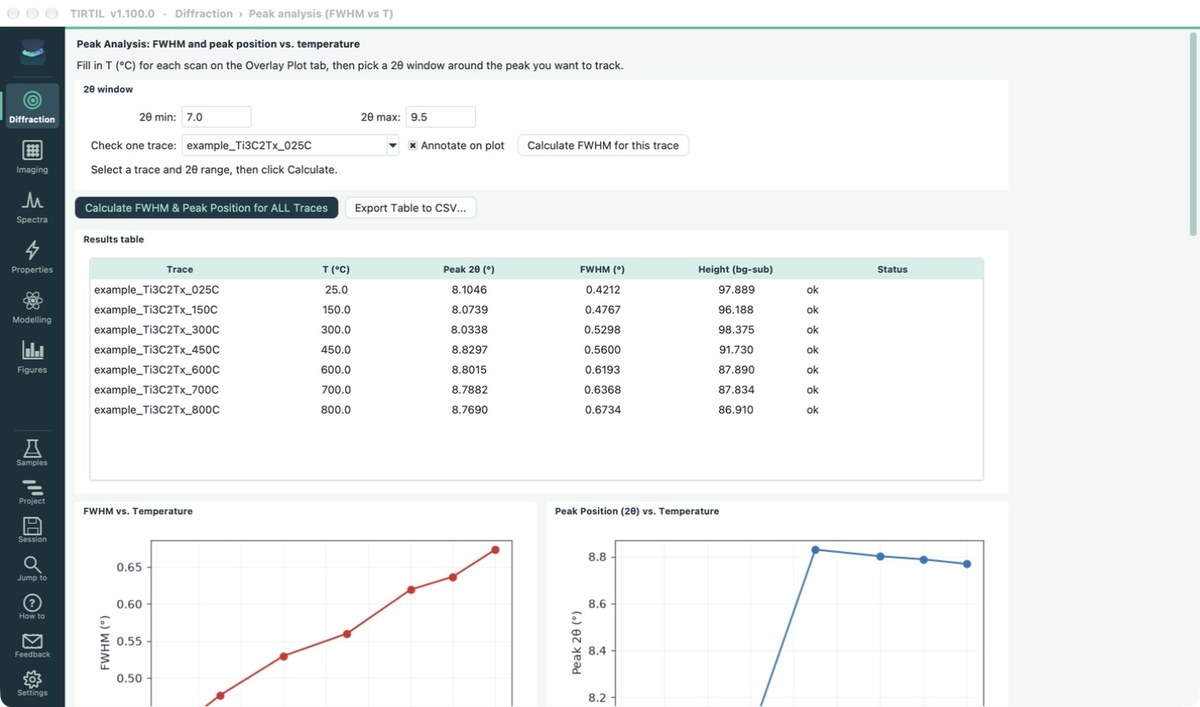 TIRTIL v1.100.0 · Diffraction › Peak analysis (FWHM vs T)
Diffraction
Imaging
Spectra
Properties
Modelling
Figures
Samples
Project
Session
Jump to
How to
Feedback
Settings
Peak Analysis: FWHM and peak position vs. temperature
Fill in T (°C) for each scan on the Overlay Plot tab, then pick a 2θ window around the peak you want to track.
2θ window
2θ min: 7.0 2θ max: 9.5
Check one trace: example_Ti3C2Tx_025C Annotate on plot Calculate FWHM for this trace
Select a trace and 2θ range, then click Calculate.
Calculate FWHM & Peak Position for ALL Traces Export Table to CSV...
Results table
Trace T (°C) Peak 2θ (°) FWHM (°) Height (bg-sub) Status
example_Ti3C2Tx_025C 25.0 8.1046 0.4212 97.889 ok
example_Ti3C2Tx_150C 150.0 8.0739 0.4767 96.188 ok
example_Ti3C2Tx_300C 300.0 8.0338 0.5298 98.375 ok
example_Ti3C2Tx_450C 450.0 8.8297 0.5600 91.730 ok
example_Ti3C2Tx_600C 600.0 8.8015 0.6193 87.890 ok
example_Ti3C2Tx_700C 700.0 8.7882 0.6368 87.834 ok
example_Ti3C2Tx_800C 800.0 8.7690 0.6734 86.910 ok
FWHM vs. Temperature
0.65
0.60
0.55
0.50
FWHM (°)
Peak Position (2θ) vs. Temperature
8.8
8.6
8.4
8.2
Peak 2θ (°)